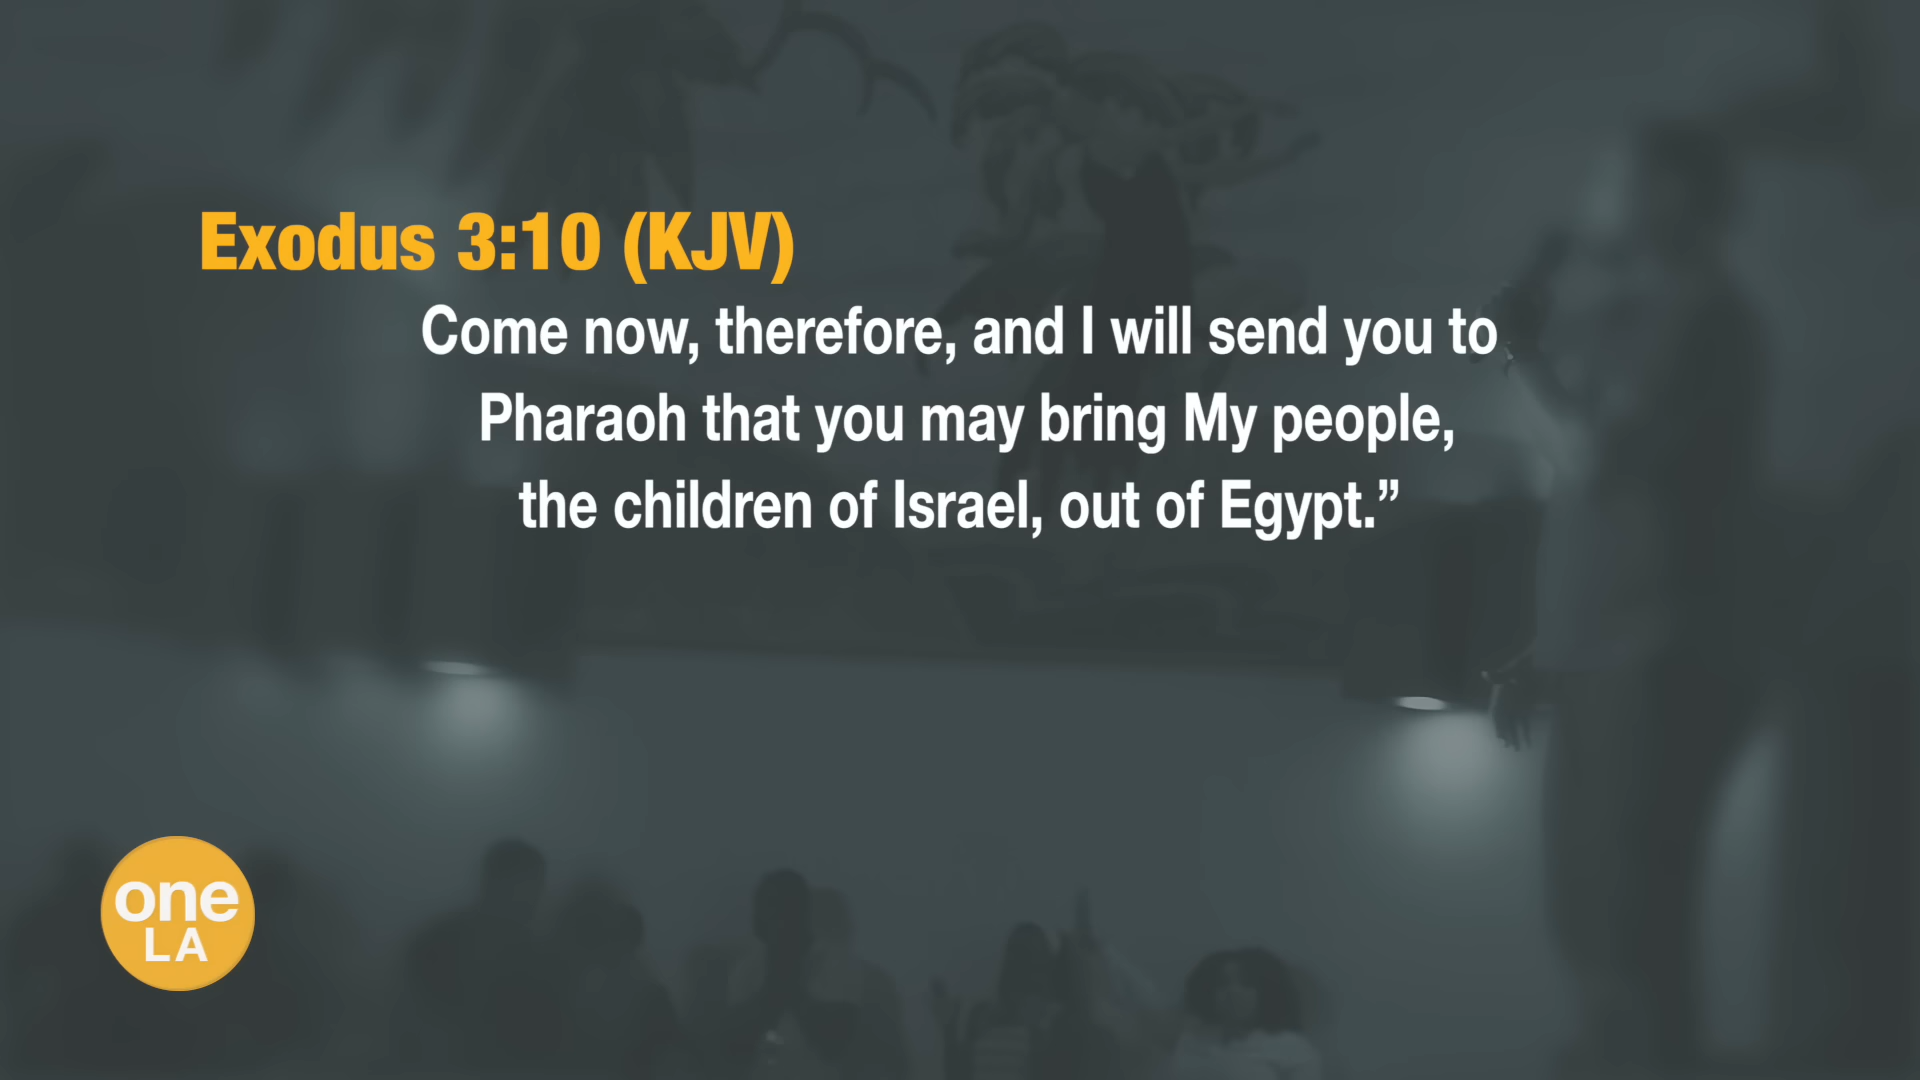 Exodus 3:10 (KJV)
Come now, therefore, and I will send you to
Pharaoh that you may bring My people,
the children of Israel, out of Egypt.”
one
LA